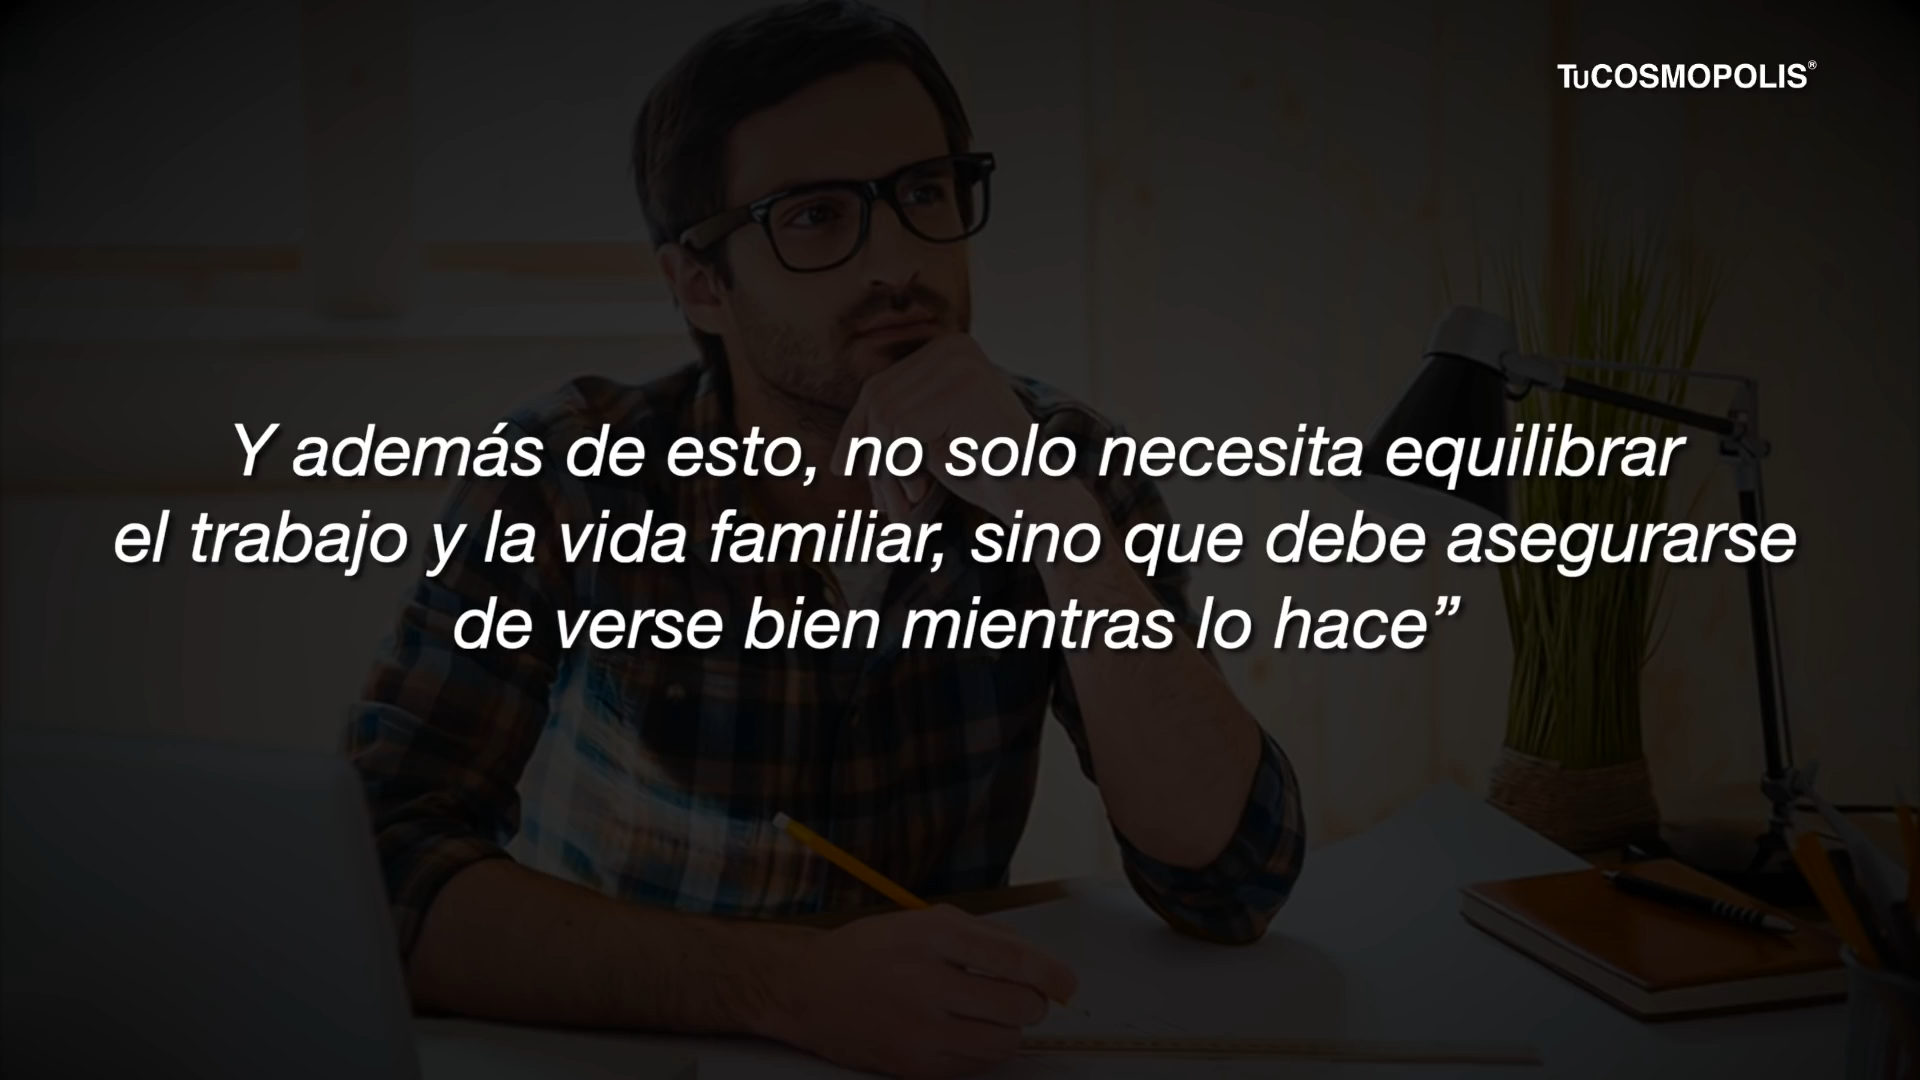 TuCOSMOPOLIS®
Y además de esto, no solo necesita equilibrar
el trabajo y la vida familiar, sino que debe asegurarse
de verse bien mientras lo hace”